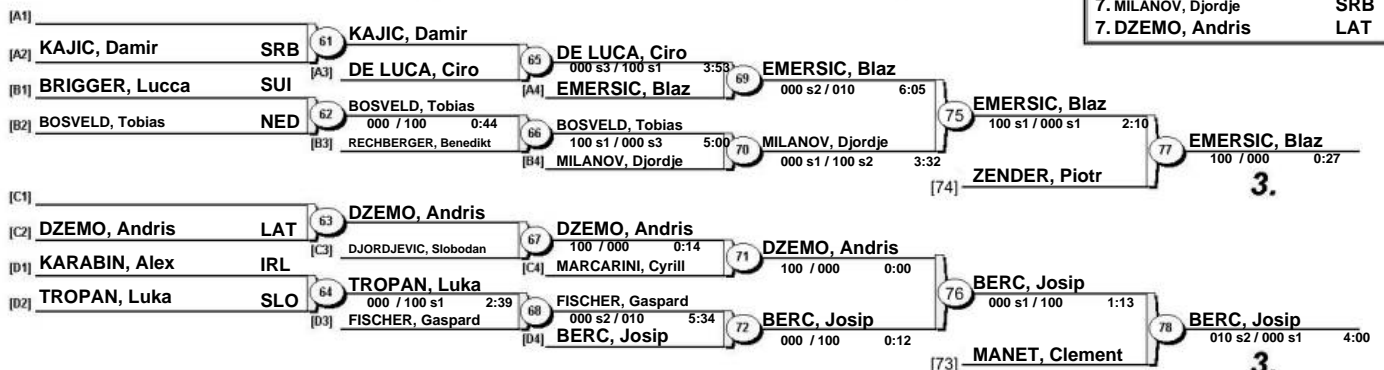 7. MILANOV, Djordje SRB
7. DZEMO, Andris LAT
[A1]
[A2] KAJIC, Damir SRB
61 KAJIC, Damir
[A3] DE LUCA, Ciro
65 DE LUCA, Ciro
000 s3 / 100 s1 3:53
[A4] EMERSIC, Blaz
69 EMERSIC, Blaz
000 s2 / 010 6:05
[B1] BRIGGER, Lucca SUI
[B2] BOSVELD, Tobias NED
62 BOSVELD, Tobias
000 / 100 0:44
[B3] RECHBERGER, Benedikt
66 BOSVELD, Tobias
100 s1 / 000 s3 5:00
[B4] MILANOV, Djordje
70 MILANOV, Djordje
000 s1 / 100 s2 3:32
75 EMERSIC, Blaz
100 s1 / 000 s1 2:10
[74] ZENDER, Piotr
77 EMERSIC, Blaz
100 / 000 0:27
3.
[C1]
[C2] DZEMO, Andris LAT
63 DZEMO, Andris
[C3] DJORDJEVIC, Slobodan
67 DZEMO, Andris
100 / 000 0:14
[C4] MARCARINI, Cyrill
71 DZEMO, Andris
100 / 000 0:00
[D1] KARABIN, Alex IRL
[D2] TROPAN, Luka SLO
64 TROPAN, Luka
000 / 100 s1 2:39
[D3] FISCHER, Gaspard
68 FISCHER, Gaspard
000 s2 / 010 5:34
[D4] BERC, Josip
72 BERC, Josip
000 / 100 0:12
76 BERC, Josip
000 s1 / 100 1:13
[73] MANET, Clement
78 BERC, Josip
010 s2 / 000 s1 4:00
3.